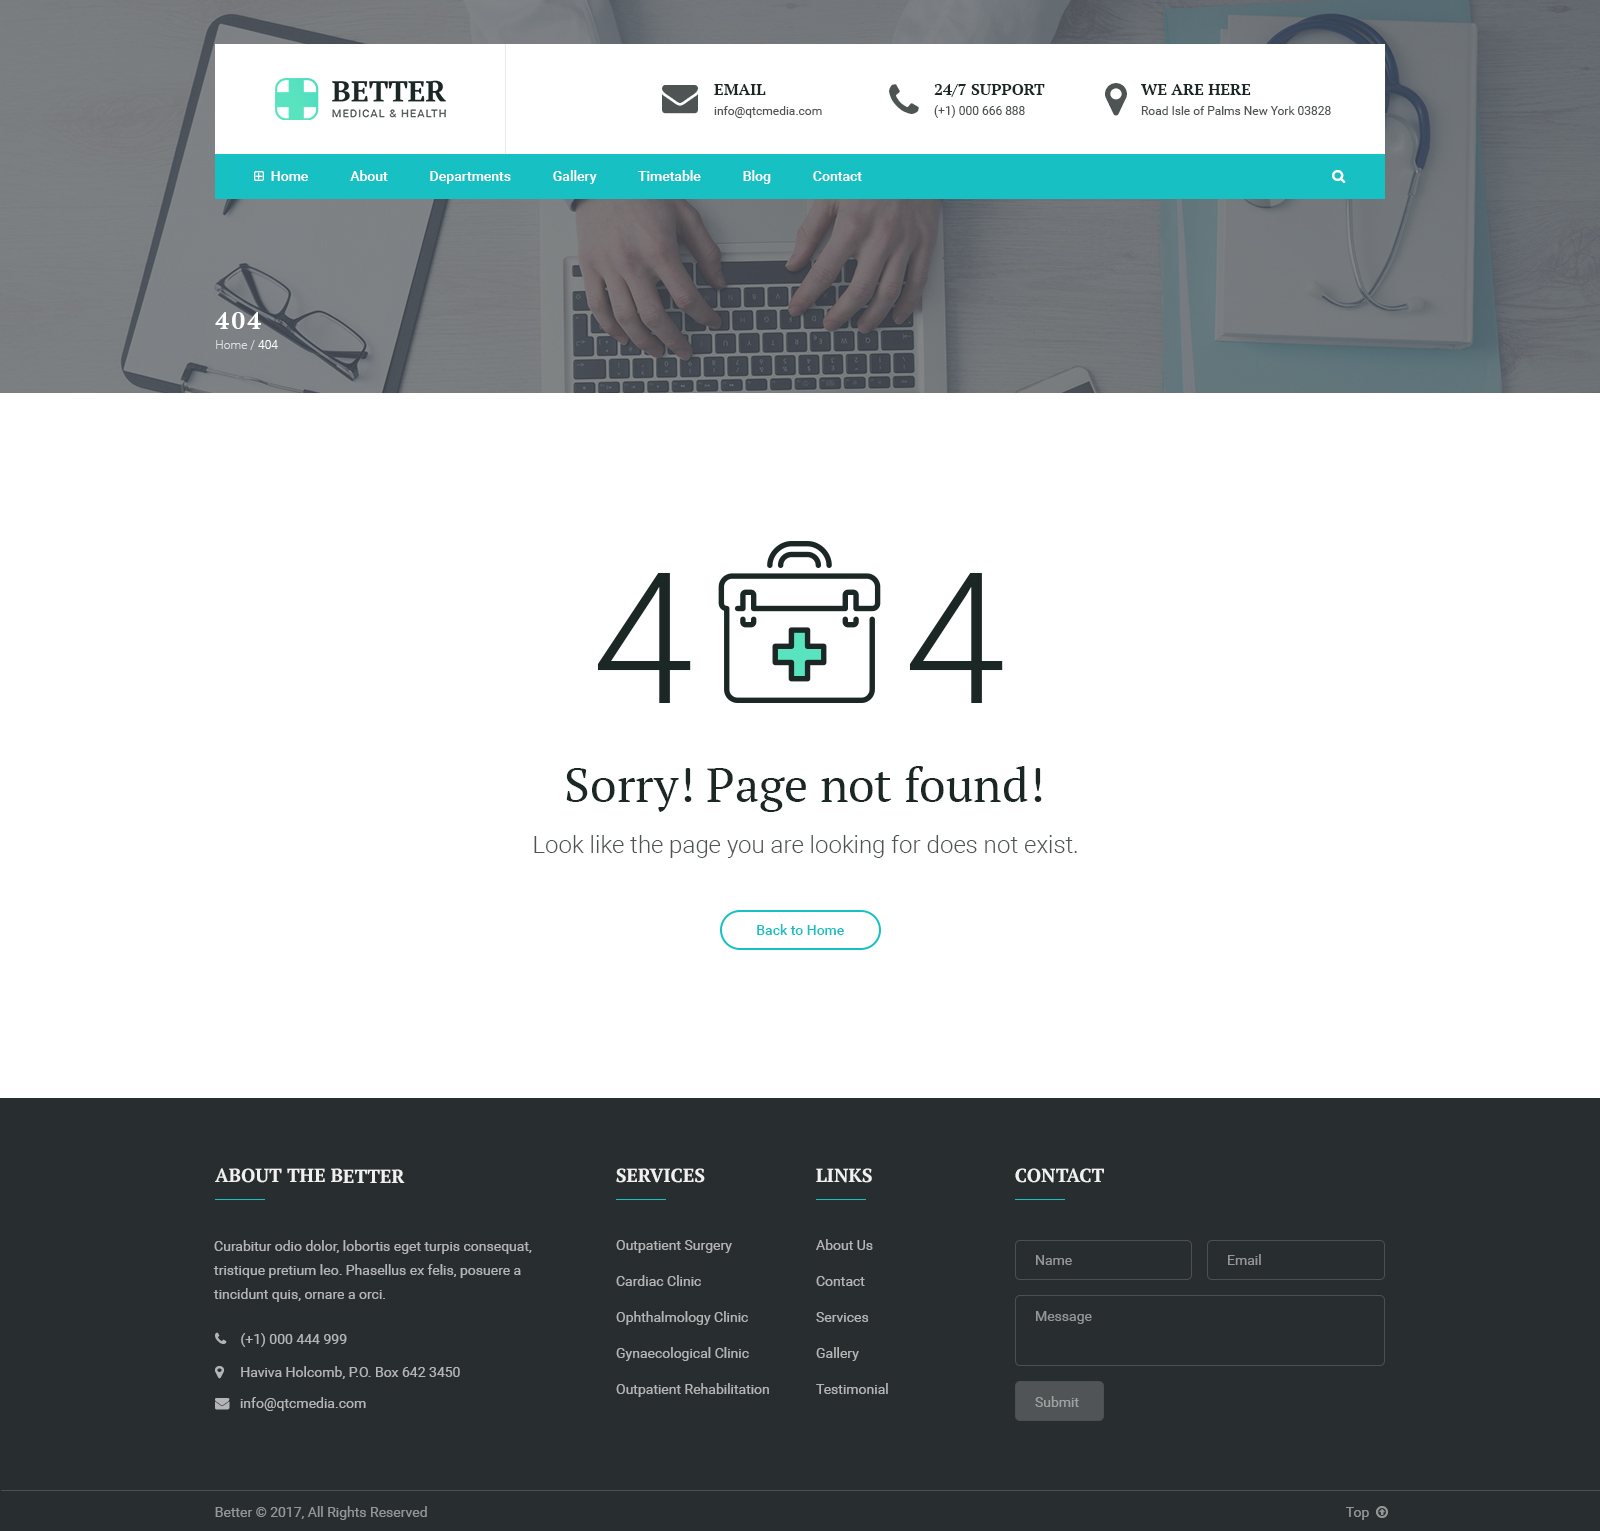 BETTER
MEDICAL & HEALTH
EMAIL
info@qtcmedia.com
24/7 SUPPORT
(+1) 000 666 888
WE ARE HERE
Road Isle of Palms New York 03828
Home About Departments Gallery Timetable Blog Contact
404
Home / 404
4 4
Sorry! Page not found!
Look like the page you are looking for does not exist.
Back to Home
ABOUT THE BETTER
Curabitur odio dolor, lobortis eget turpis consequat,
tristique pretium leo. Phasellus ex felis, posuere a
tincidunt quis, ornare a orci.
(+1) 000 444 999
Haviva Holcomb, P.O. Box 642 3450
info@qtcmedia.com
SERVICES
Outpatient Surgery
Cardiac Clinic
Ophthalmology Clinic
Gynaecological Clinic
Outpatient Rehabilitation
LINKS
About Us
Contact
Services
Gallery
Testimonial
CONTACT
Name
Email
Message
Submit
Better © 2017, All Rights Reserved
Top